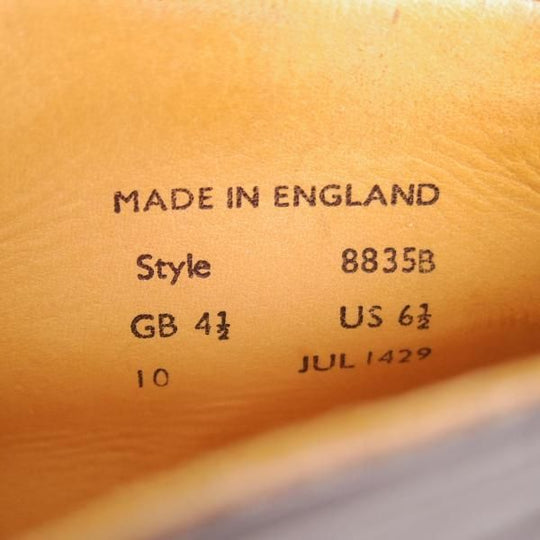 MADE IN ENGLAND
Style 8835B
GB 4½ US 6½
10 JUL 1429